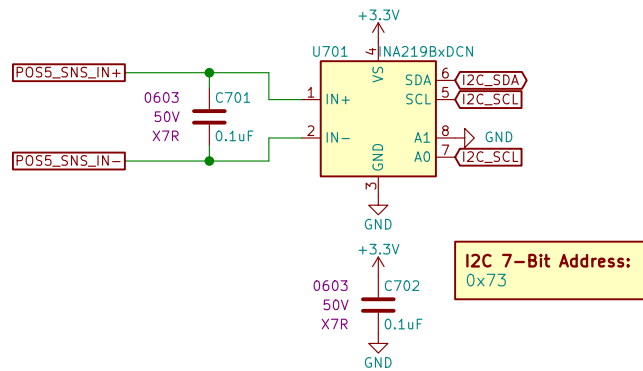 +3.3V
U701
INA219BxDCN
4
VS
POS5_SNS_IN+
0603
C701
50V
X7R
0.1uF
POS5_SNS_IN-
1
IN+
2
IN-
SDA
6
I2C_SDA
SCL
5
I2C_SCL
A1
8
GND
A0
7
I2C_SCL
GND
3
GND
+3.3V
0603
C702
50V
X7R
0.1uF
GND
I2C 7-Bit Address:
0x73